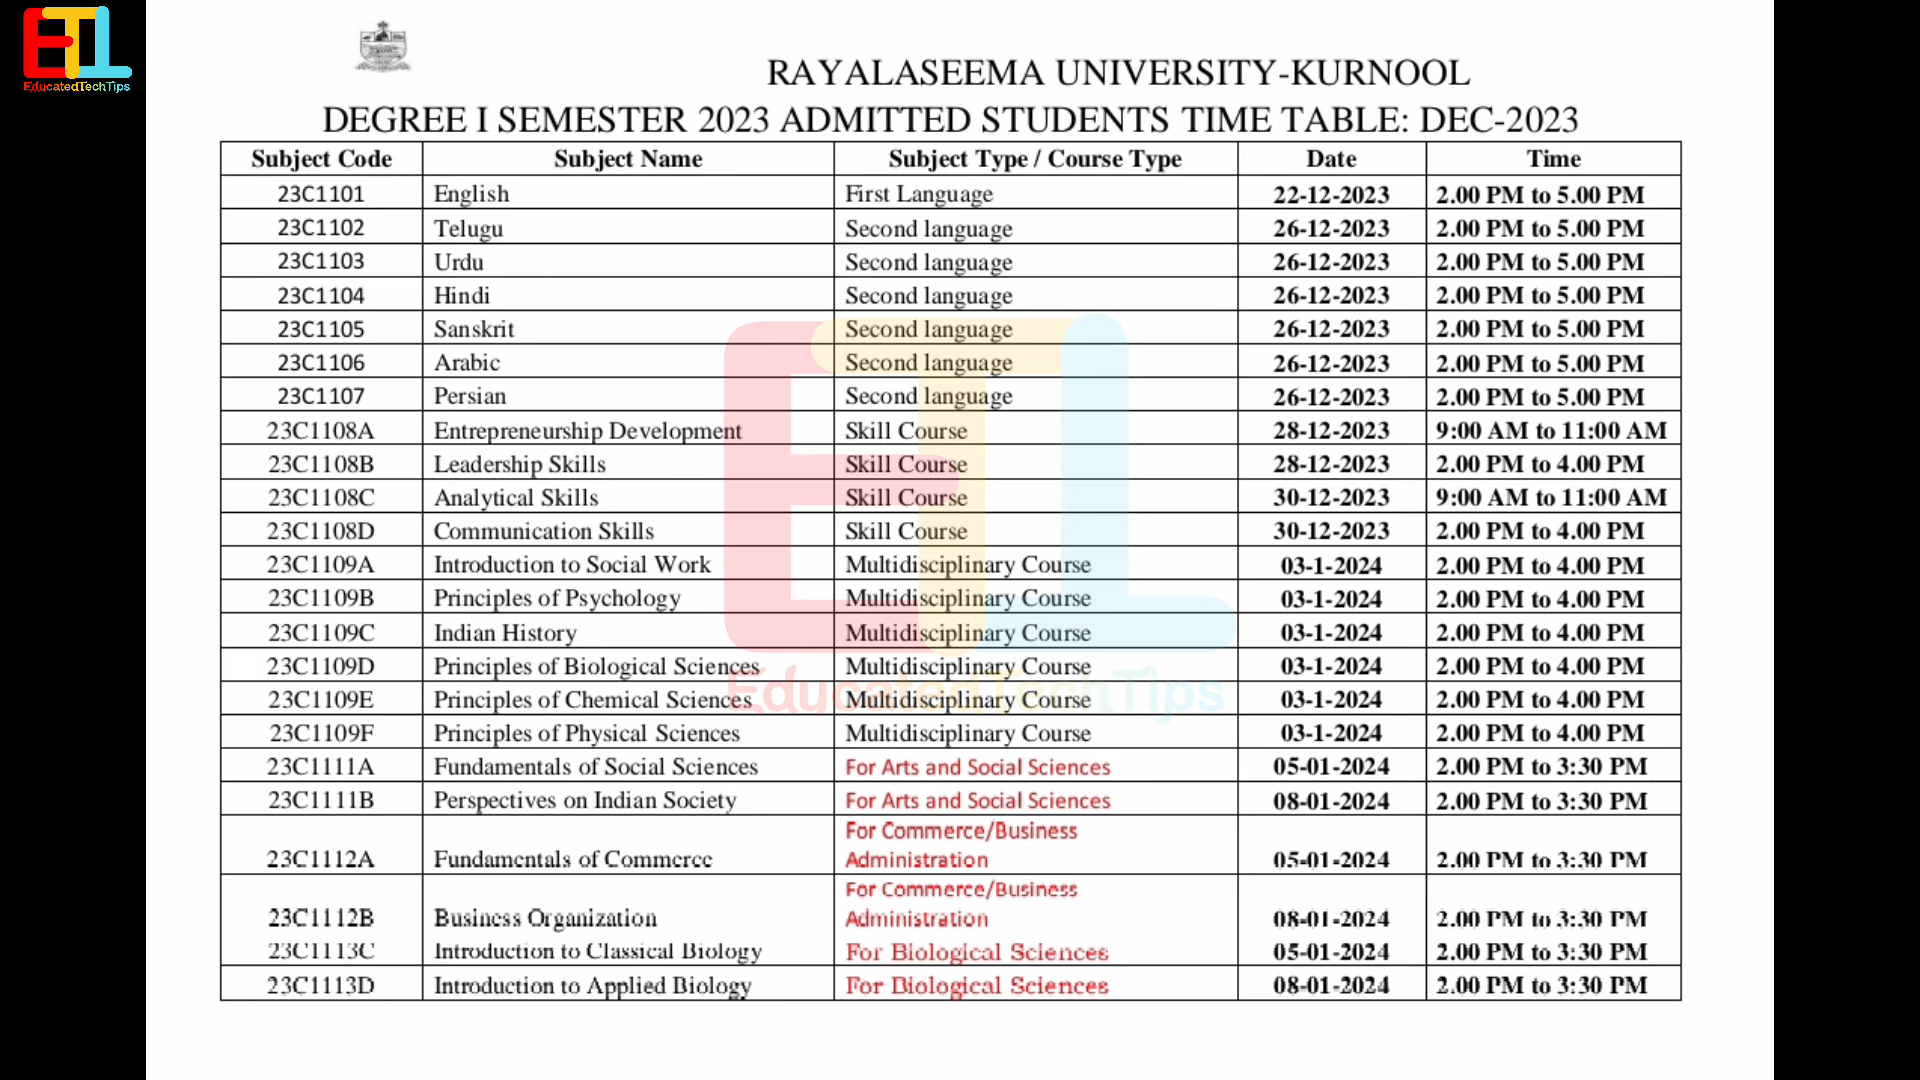 ETL
EducatedTechTips
RAYALASEEMA UNIVERSITY-KURNOOL
DEGREE I SEMESTER 2023 ADMITTED STUDENTS TIME TABLE: DEC-2023
Subject Code Subject Name Subject Type / Course Type Date Time
23C1101 English First Language 22-12-2023 2.00 PM to 5.00 PM
23C1102 Telugu Second language 26-12-2023 2.00 PM to 5.00 PM
23C1103 Urdu Second language 26-12-2023 2.00 PM to 5.00 PM
23C1104 Hindi Second language 26-12-2023 2.00 PM to 5.00 PM
23C1105 Sanskrit Second language 26-12-2023 2.00 PM to 5.00 PM
23C1106 Arabic Second language 26-12-2023 2.00 PM to 5.00 PM
23C1107 Persian Second language 26-12-2023 2.00 PM to 5.00 PM
23C1108A Entrepreneurship Development Skill Course 28-12-2023 9:00 AM to 11:00 AM
23C1108B Leadership Skills Skill Course 28-12-2023 2.00 PM to 4.00 PM
23C1108C Analytical Skills Skill Course 30-12-2023 9:00 AM to 11:00 AM
23C1108D Communication Skills Skill Course 30-12-2023 2.00 PM to 4.00 PM
23C1109A Introduction to Social Work Multidisciplinary Course 03-1-2024 2.00 PM to 4.00 PM
23C1109B Principles of Psychology Multidisciplinary Course 03-1-2024 2.00 PM to 4.00 PM
23C1109C Indian History Multidisciplinary Course 03-1-2024 2.00 PM to 4.00 PM
23C1109D Principles of Biological Sciences Multidisciplinary Course 03-1-2024 2.00 PM to 4.00 PM
23C1109E Principles of Chemical Sciences Multidisciplinary Course 03-1-2024 2.00 PM to 4.00 PM
23C1109F Principles of Physical Sciences Multidisciplinary Course 03-1-2024 2.00 PM to 4.00 PM
23C1111A Fundamentals of Social Sciences For Arts and Social Sciences 05-01-2024 2.00 PM to 3:30 PM
23C1111B Perspectives on Indian Society For Arts and Social Sciences 08-01-2024 2.00 PM to 3:30 PM
For Commerce/Business
23C1112A Fundamentals of Commerce Administration 05-01-2024 2.00 PM to 3:30 PM
For Commerce/Business
23C1112B Business Organization Administration 08-01-2024 2.00 PM to 3:30 PM
23C1113C Introduction to Classical Biology For Biological Sciences 05-01-2024 2.00 PM to 3:30 PM
23C1113D Introduction to Applied Biology For Biological Sciences 08-01-2024 2.00 PM to 3:30 PM
ETL
EducatedTechTips